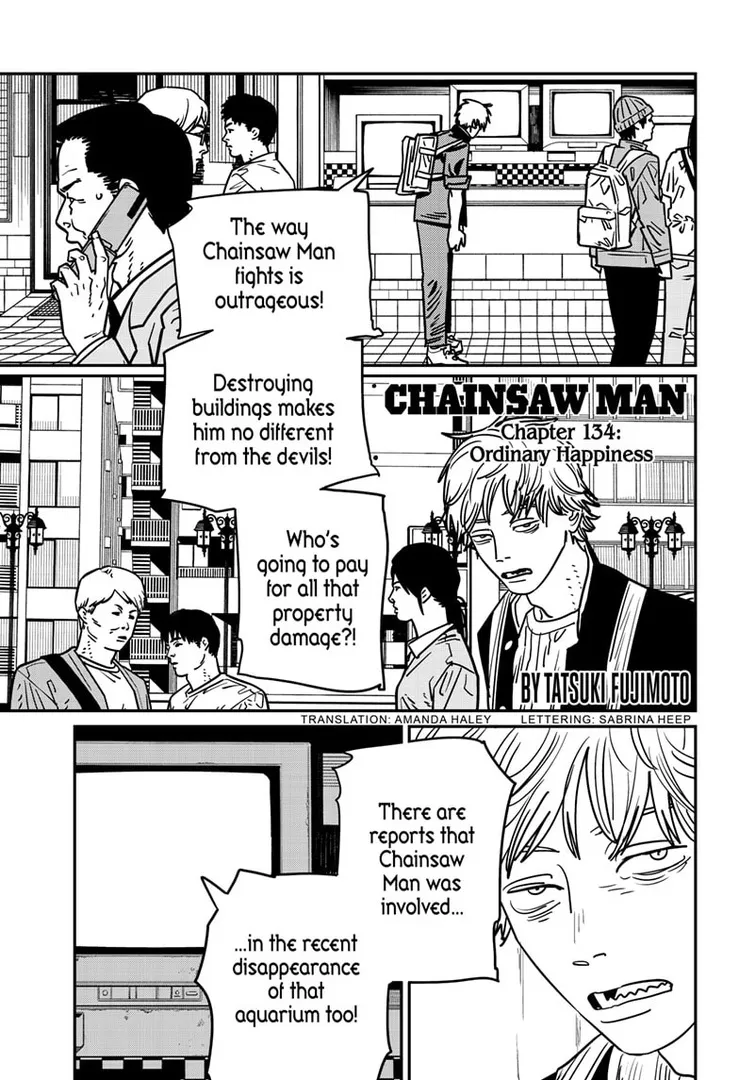 The way
Chainsaw Man
fights is
outrageous!
Destroying
buildings makes
him no different
from the devils!
Who's
going to pay
for all that
property
damage?!
CHAINSAW MAN
Chapter 134:
Ordinary Happiness
BY TATSUKI FUJIMOTO
TRANSLATION: AMANDA HALEY
LETTERING: SABRINA HEEP
There are
reports that
Chainsaw
Man was
involved...
...in the recent
disappearance
of that
aquarium too!